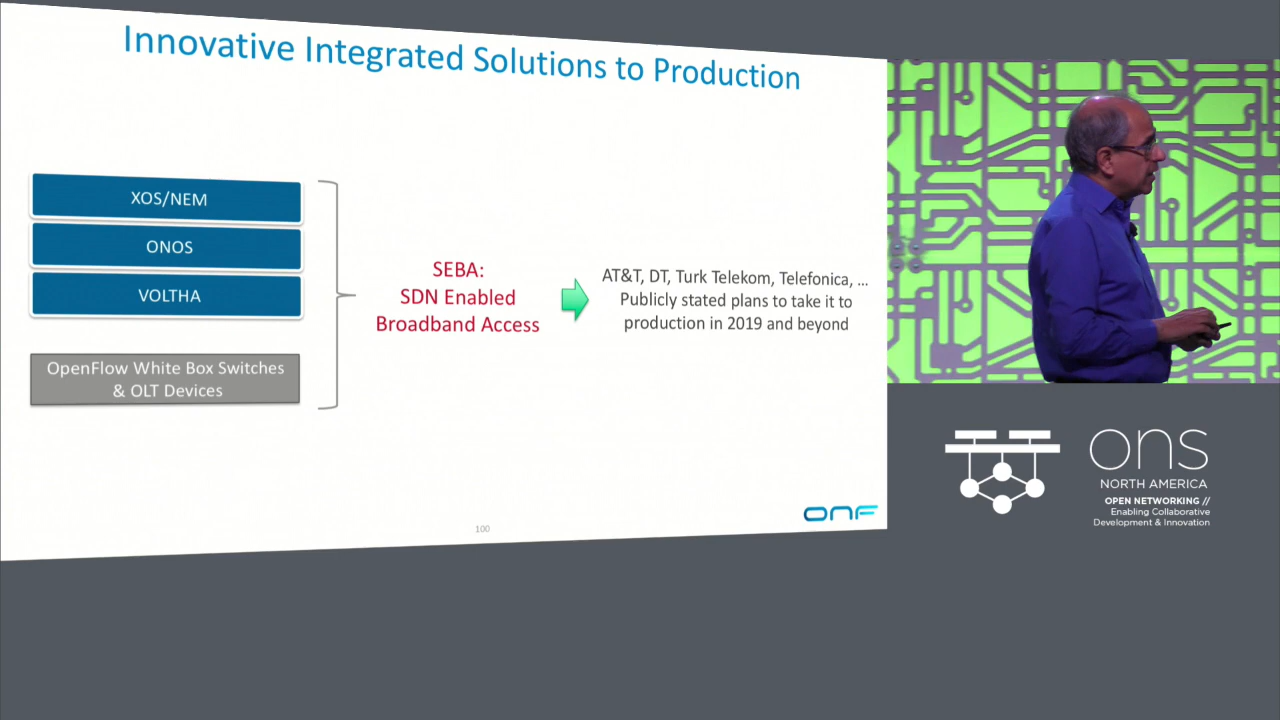 Innovative Integrated Solutions to Production
XOS/NEM
ONOS
VOLTHA
OpenFlow White Box Switches
& OLT Devices
SEBA:
SDN Enabled
Broadband Access
AT&T, DT, Turk Telekom, Telefonica, ...
Publicly stated plans to take it to
production in 2019 and beyond
100
ONF
ons
NORTH AMERICA
OPEN NETWORKING //
Enabling Collaborative
Development & Innovation